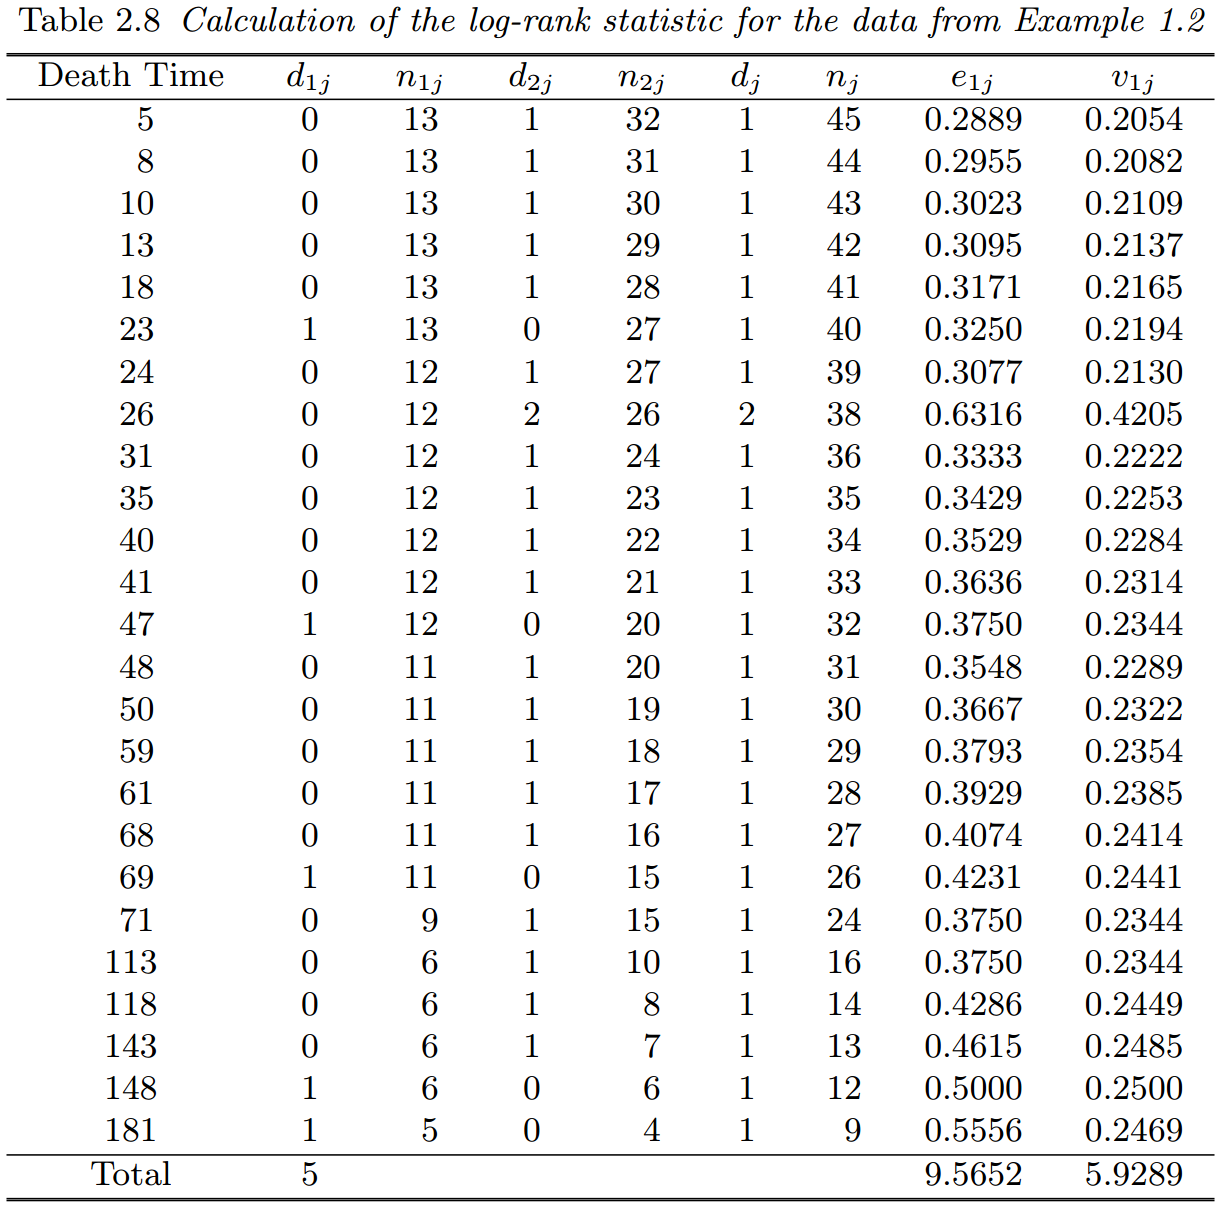 Table 2.8 Calculation of the log-rank statistic for the data from Example 1.2
Death Time d1j n1j d2j n2j dj nj e1j v1j
5 0 13 1 32 1 45 0.2889 0.2054
8 0 13 1 31 1 44 0.2955 0.2082
10 0 13 1 30 1 43 0.3023 0.2109
13 0 13 1 29 1 42 0.3095 0.2137
18 0 13 1 28 1 41 0.3171 0.2165
23 1 13 0 27 1 40 0.3250 0.2194
24 0 12 1 27 1 39 0.3077 0.2130
26 0 12 2 26 2 38 0.6316 0.4205
31 0 12 1 24 1 36 0.3333 0.2222
35 0 12 1 23 1 35 0.3429 0.2253
40 0 12 1 22 1 34 0.3529 0.2284
41 0 12 1 21 1 33 0.3636 0.2314
47 1 12 0 20 1 32 0.3750 0.2344
48 0 11 1 20 1 31 0.3548 0.2289
50 0 11 1 19 1 30 0.3667 0.2322
59 0 11 1 18 1 29 0.3793 0.2354
61 0 11 1 17 1 28 0.3929 0.2385
68 0 11 1 16 1 27 0.4074 0.2414
69 1 11 0 15 1 26 0.4231 0.2441
71 0 9 1 15 1 24 0.3750 0.2344
113 0 6 1 10 1 16 0.3750 0.2344
118 0 6 1 8 1 14 0.4286 0.2449
143 0 6 1 7 1 13 0.4615 0.2485
148 1 6 0 6 1 12 0.5000 0.2500
181 1 5 0 4 1 9 0.5556 0.2469
Total 5 9.5652 5.9289